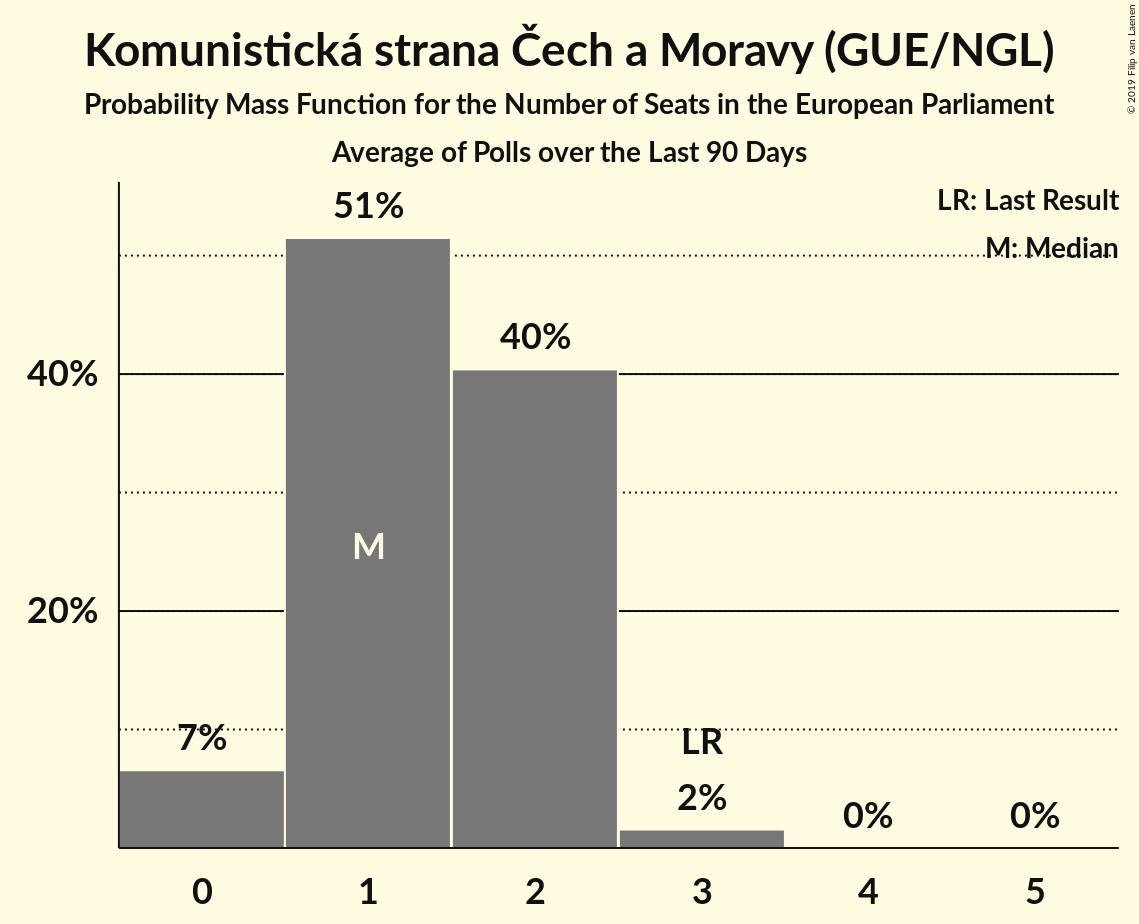 Komunistická strana Čech a Moravy (GUE/NGL)
Probability Mass Function for the Number of Seats in the European Parliament
Average of Polls over the Last 90 Days
© 2019 Filip van Laenen
LR: Last Result
M: Median
51%
40%
40%
M
20%
7%
LR
2%
0%
0%
0
1
2
3
4
5